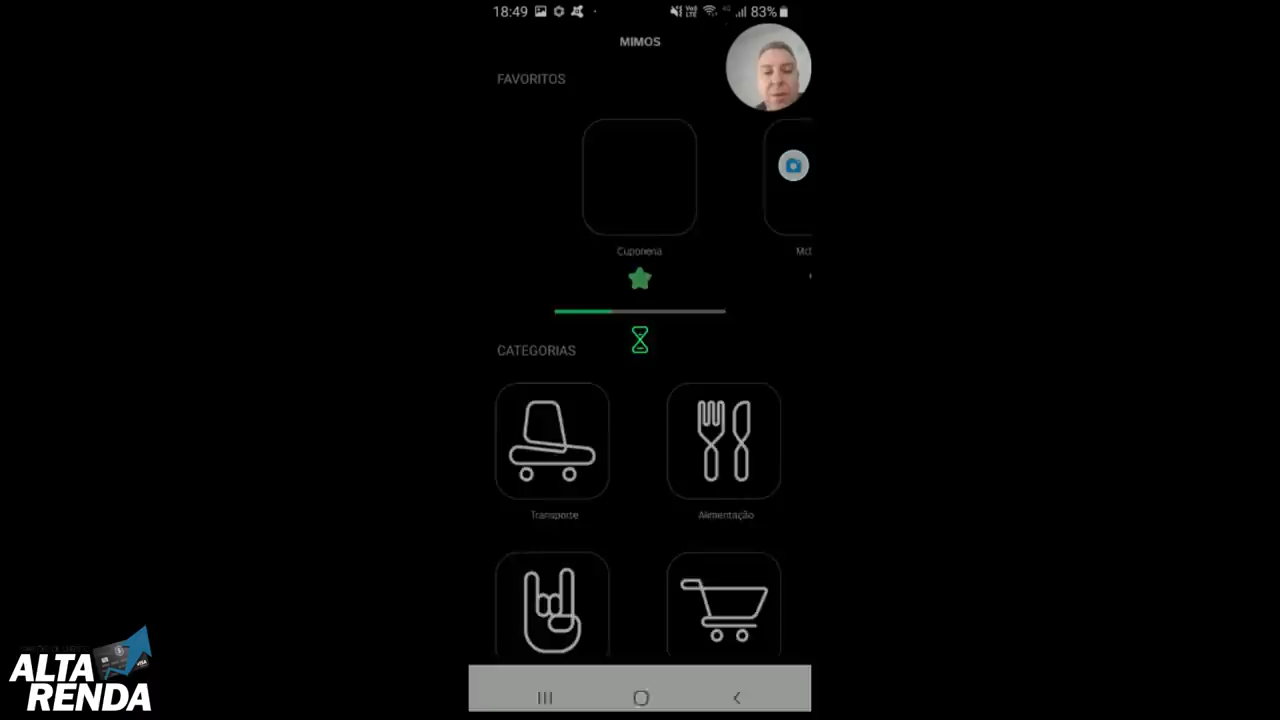 18:49
83%
MIMOS
FAVORITOS
Cuponeria
CATEGORIAS
Transporte
Alimentação
ALTA
RENDA